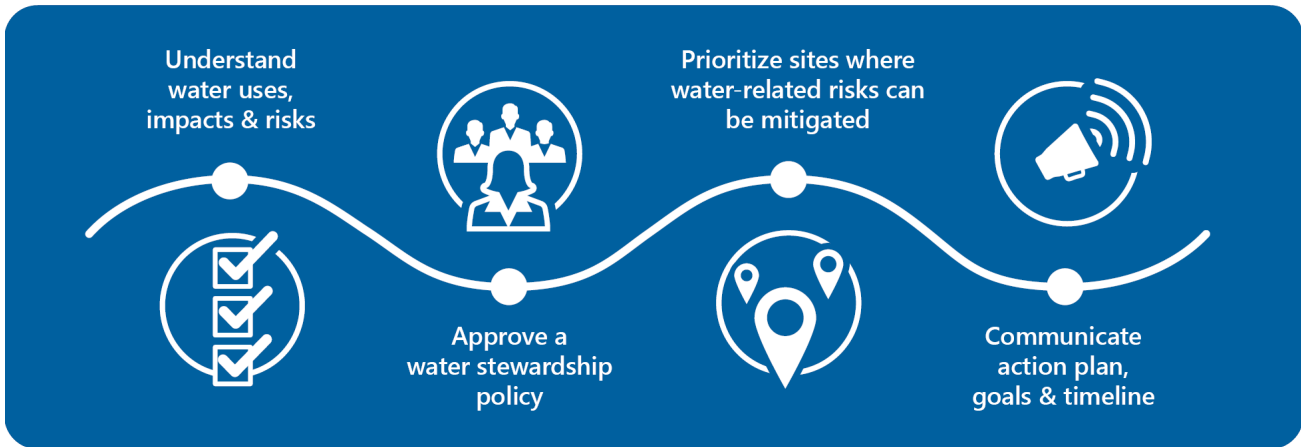 Understand
water uses,
impacts & risks
Approve a
water stewardship
policy
Prioritize sites where
water-related risks can
be mitigated
Communicate
action plan,
goals & timeline